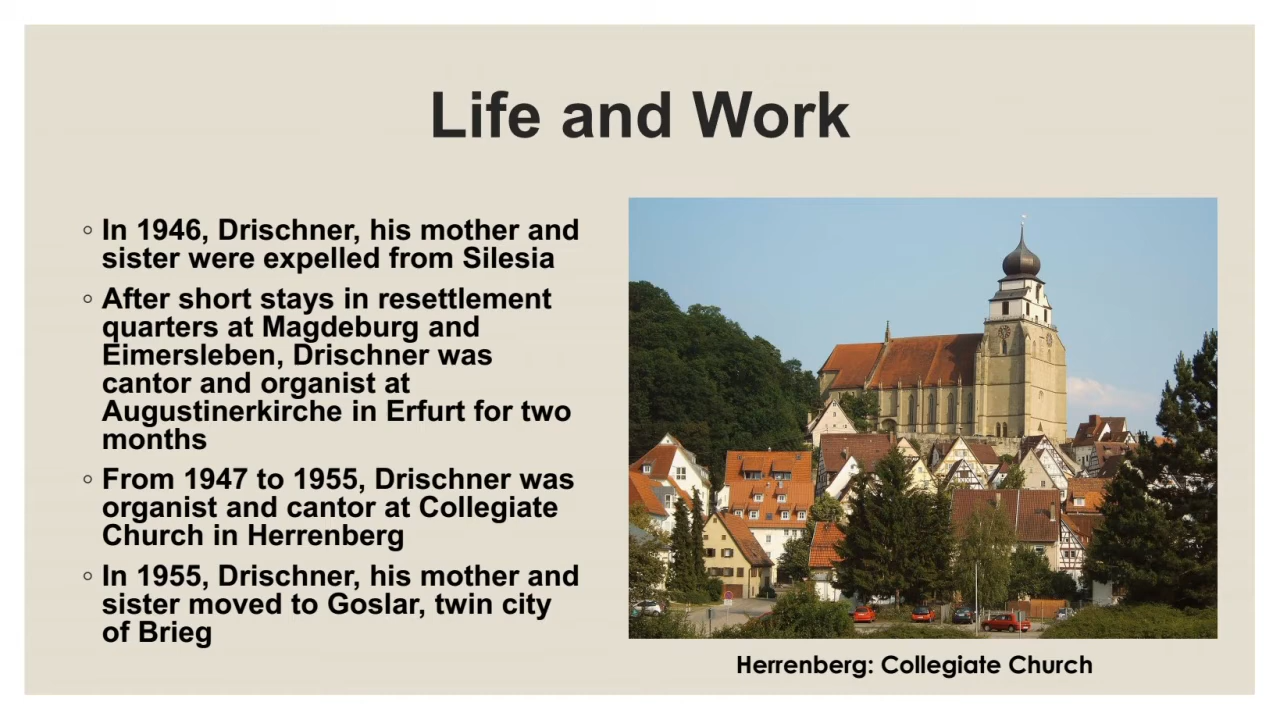 Life and Work
◦ In 1946, Drischner, his mother and
sister were expelled from Silesia
◦ After short stays in resettlement
quarters at Magdeburg and
Eimersleben, Drischner was
cantor and organist at
Augustinerkirche in Erfurt for two
months
◦ From 1947 to 1955, Drischner was
organist and cantor at Collegiate
Church in Herrenberg
◦ In 1955, Drischner, his mother and
sister moved to Goslar, twin city
of Brieg
Herrenberg: Collegiate Church